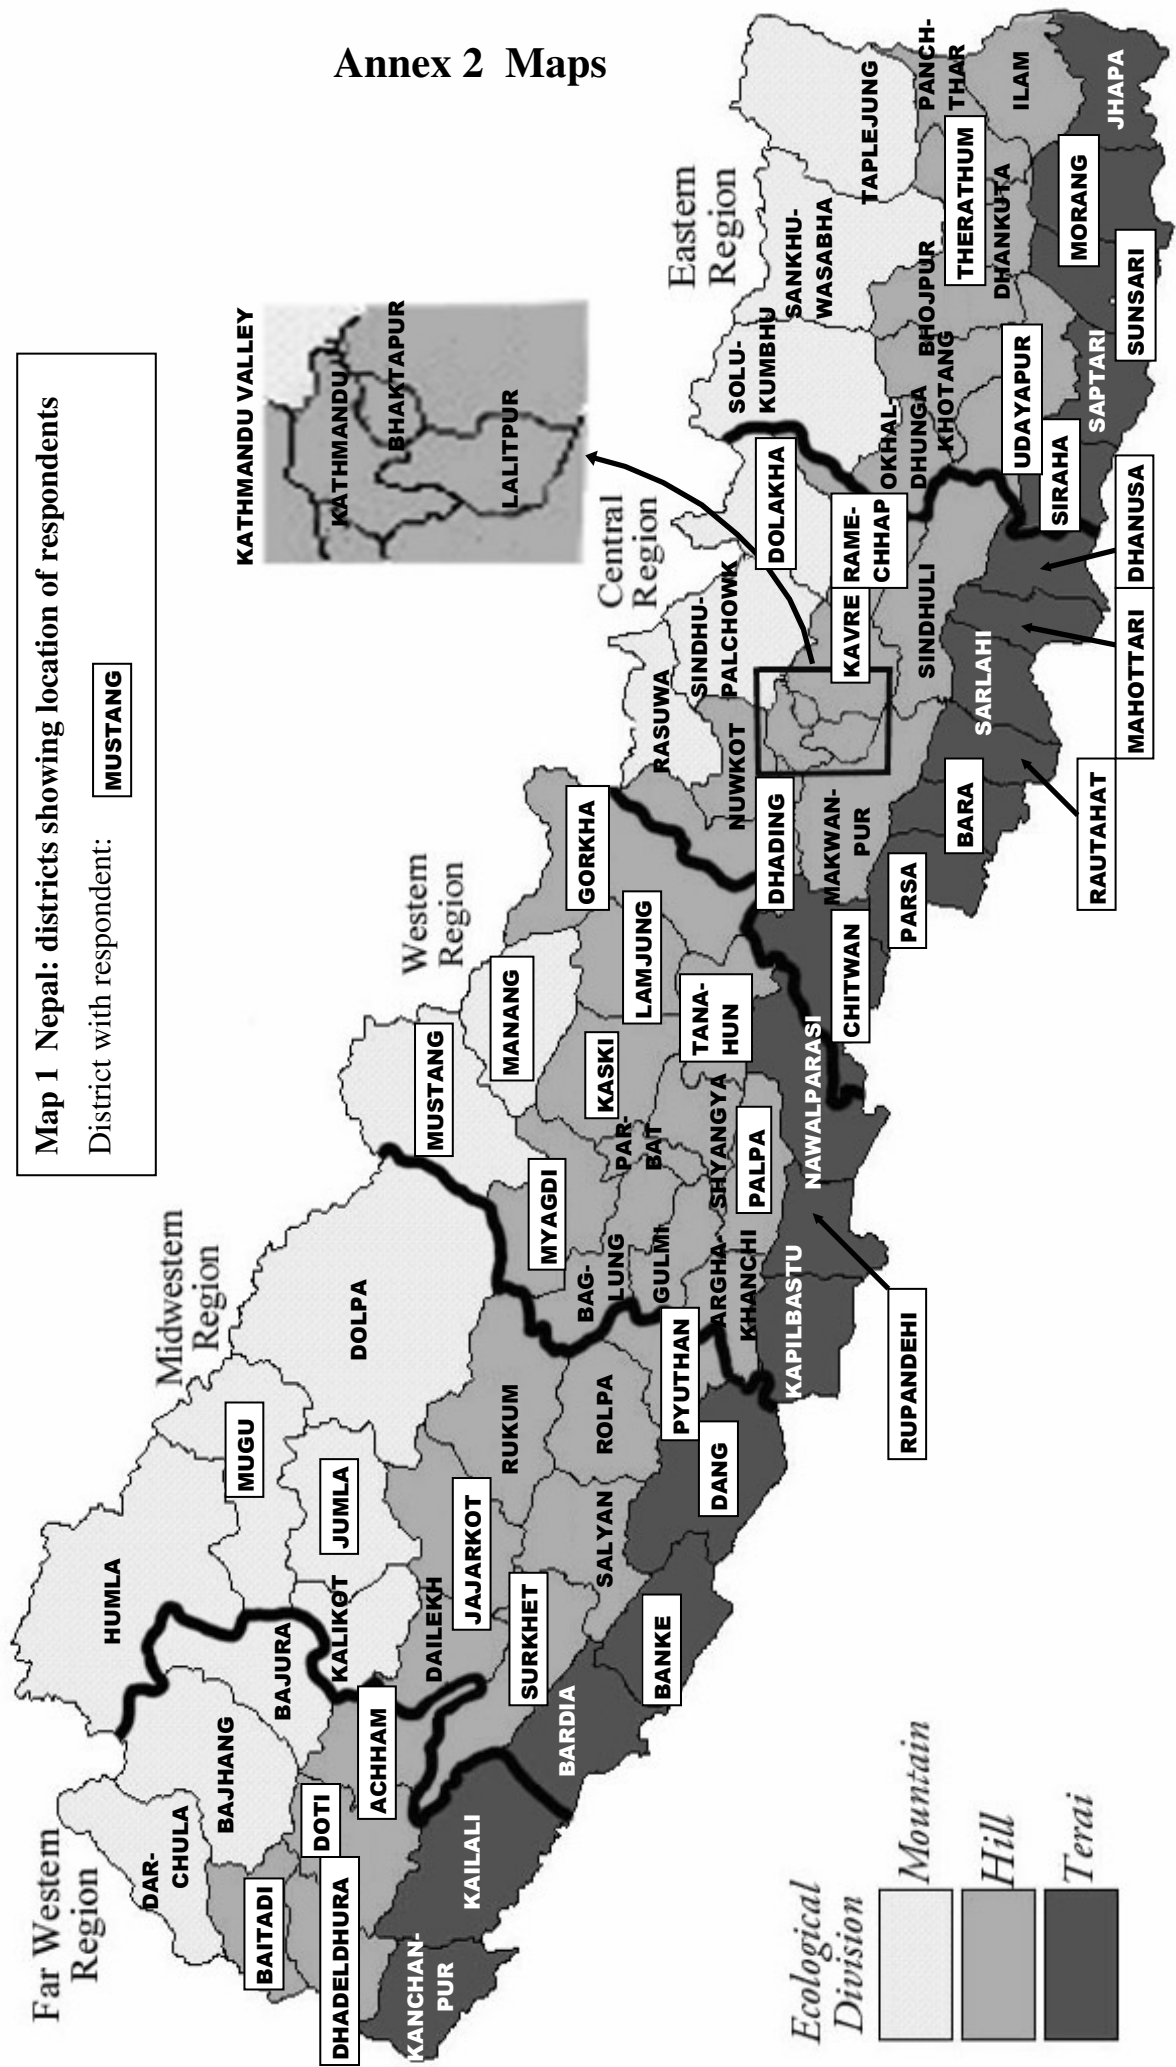 Annex 2  Maps
Map 1  Nepal: districts showing location of respondents
District with respondent:
MUSTANG
Far Western
Region
Midwestern
Region
Western
Region
Central
Region
Eastern
Region
KATHMANDU VALLEY
KATHMANDU
BHAKTAPUR
LALITPUR
DAR-
CHULA
BAJHANG
BAJURA
HUMLA
BAITADI
DHADELDHURA
DOTI
ACHHAM
KANCHAN-
PUR
KAILALI
MUGU
JUMLA
KALIKOT
DOLPA
DAILEKH
JAJARKOT
SURKHET
RUKUM
ROLPA
SALYAN
PYUTHAN
DANG
BANKE
BARDIA
MUSTANG
MANANG
MYAGDI
KASKI
LAMJUNG
GORKHA
TANA-
HUN
PAR-
BAT
BAG-
LUNG
GULMI
SHYANGYA
ARGHA-
KHANCHI
PALPA
NAWALPARASI
KAPILBASTU
RUPANDEHI
RASUWA
SINDHU-
PALCHOWK
NUWKOT
DHADING
MAKWAN-
PUR
CHITWAN
PARSA
BARA
RAUTAHAT
SARLAHI
MAHOTTARI
DHANUSA
SINDHULI
KAVRE
RAME-
CHHAP
DOLAKHA
SOLU-
KUMBHU
SANKHU-
WASABHA
TAPLEJUNG
PANCH-
THAR
ILAM
JHAPA
THERATHUM
DHANKUTA
BHOJPUR
KHOTANG
OKHAL-
DHUNGA
UDAYAPUR
SIRAHA
SAPTARI
SUNSARI
MORANG
Ecological
Division
Mountain
Hill
Terai